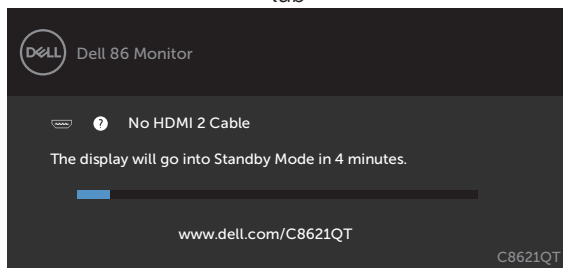 DELL
Dell 86 Monitor
? No HDMI 2 Cable
The display will go into Standby Mode in 4 minutes.
www.dell.com/C8621QT
C8621QT